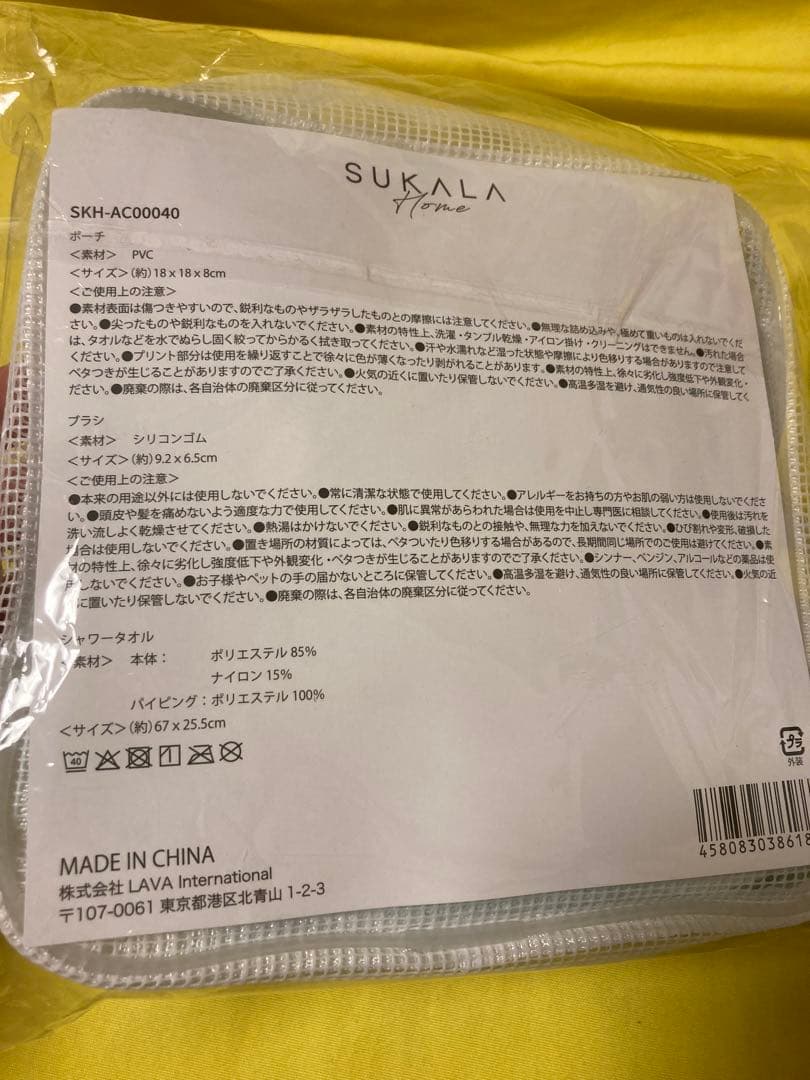 SUKALA
Home
SKH-AC00040
ポーチ
＜素材＞ PVC
＜サイズ＞(約)18 x 18 x 8cm
＜ご使用上の注意＞
●素材表面は傷つきやすいので、鋭利なものやザラザラしたものとの摩擦には注意してください。●無理な詰め込みや、極めて重いものは入れないでくだ
さい。●尖ったものや鋭利なものを入れないでください。●素材の特性上、洗濯・タンブル乾燥・アイロン掛け・クリーニングはできません。●汚れた場合
は、タオルなどを水でぬらし固く絞ってからかるく拭き取ってください。●汗や水濡れなど湿った状態や摩擦により色移りする場合がありますので注意して
ください。●プリント部分は使用を繰り返すことで徐々に色が薄くなったり剥がれることがあります。●素材の特性上、徐々に劣化し強度低下や外観変化・
ベタつきが生じることがありますのでご了承ください。●火気の近くに置いたり保管しないでください。●高温多湿を避け、通気性の良い場所に保管してく
ださい。●廃棄の際は、各自治体の廃棄区分に従ってください。
ブラシ
＜素材＞ シリコンゴム
＜サイズ＞(約)9.2 x 6.5cm
＜ご使用上の注意＞
●本来の用途以外には使用しないでください。●常に清潔な状態で使用してください。●アレルギーをお持ちの方やお肌の弱い方は使用しないでくださ
い。●頭皮や髪を痛めないよう適度な力で使用してください。●肌に異常があらわれた場合は使用を中止し専門医に相談してください。●使用後は汚れを
洗い流しよく乾燥させてください。●熱湯はかけないでください。●鋭利なものとの接触や、無理な力を加えないでください。●ひび割れや変形、破損した
場合は使用しないでください。●置き場所の材質によっては、ベタついたり色移りする場合があるので、長期間同じ場所でのご使用は避けてください。●素
材の特性上、徐々に劣化し強度低下や外観変化・ベタつきが生じることがありますのでご了承ください。●シンナー、ベンジン、アルコールなどの薬品は使
用しないでください。●お子様やペットの手の届かないところに保管してください。●高温多湿を避け、通気性の良い場所に保管してください。●火気の近
くに置いたり保管しないでください。●廃棄の際は、各自治体の廃棄区分に従ってください。
シャワータオル
＜素材＞ 本体： ポリエステル 85%
ナイロン 15%
パイピング：ポリエステル 100%
＜サイズ＞(約)67 x 25.5cm
40
プラ
外装
458083038618
MADE IN CHINA
株式会社 LAVA International
〒107-0061 東京都港区北青山 1-2-3